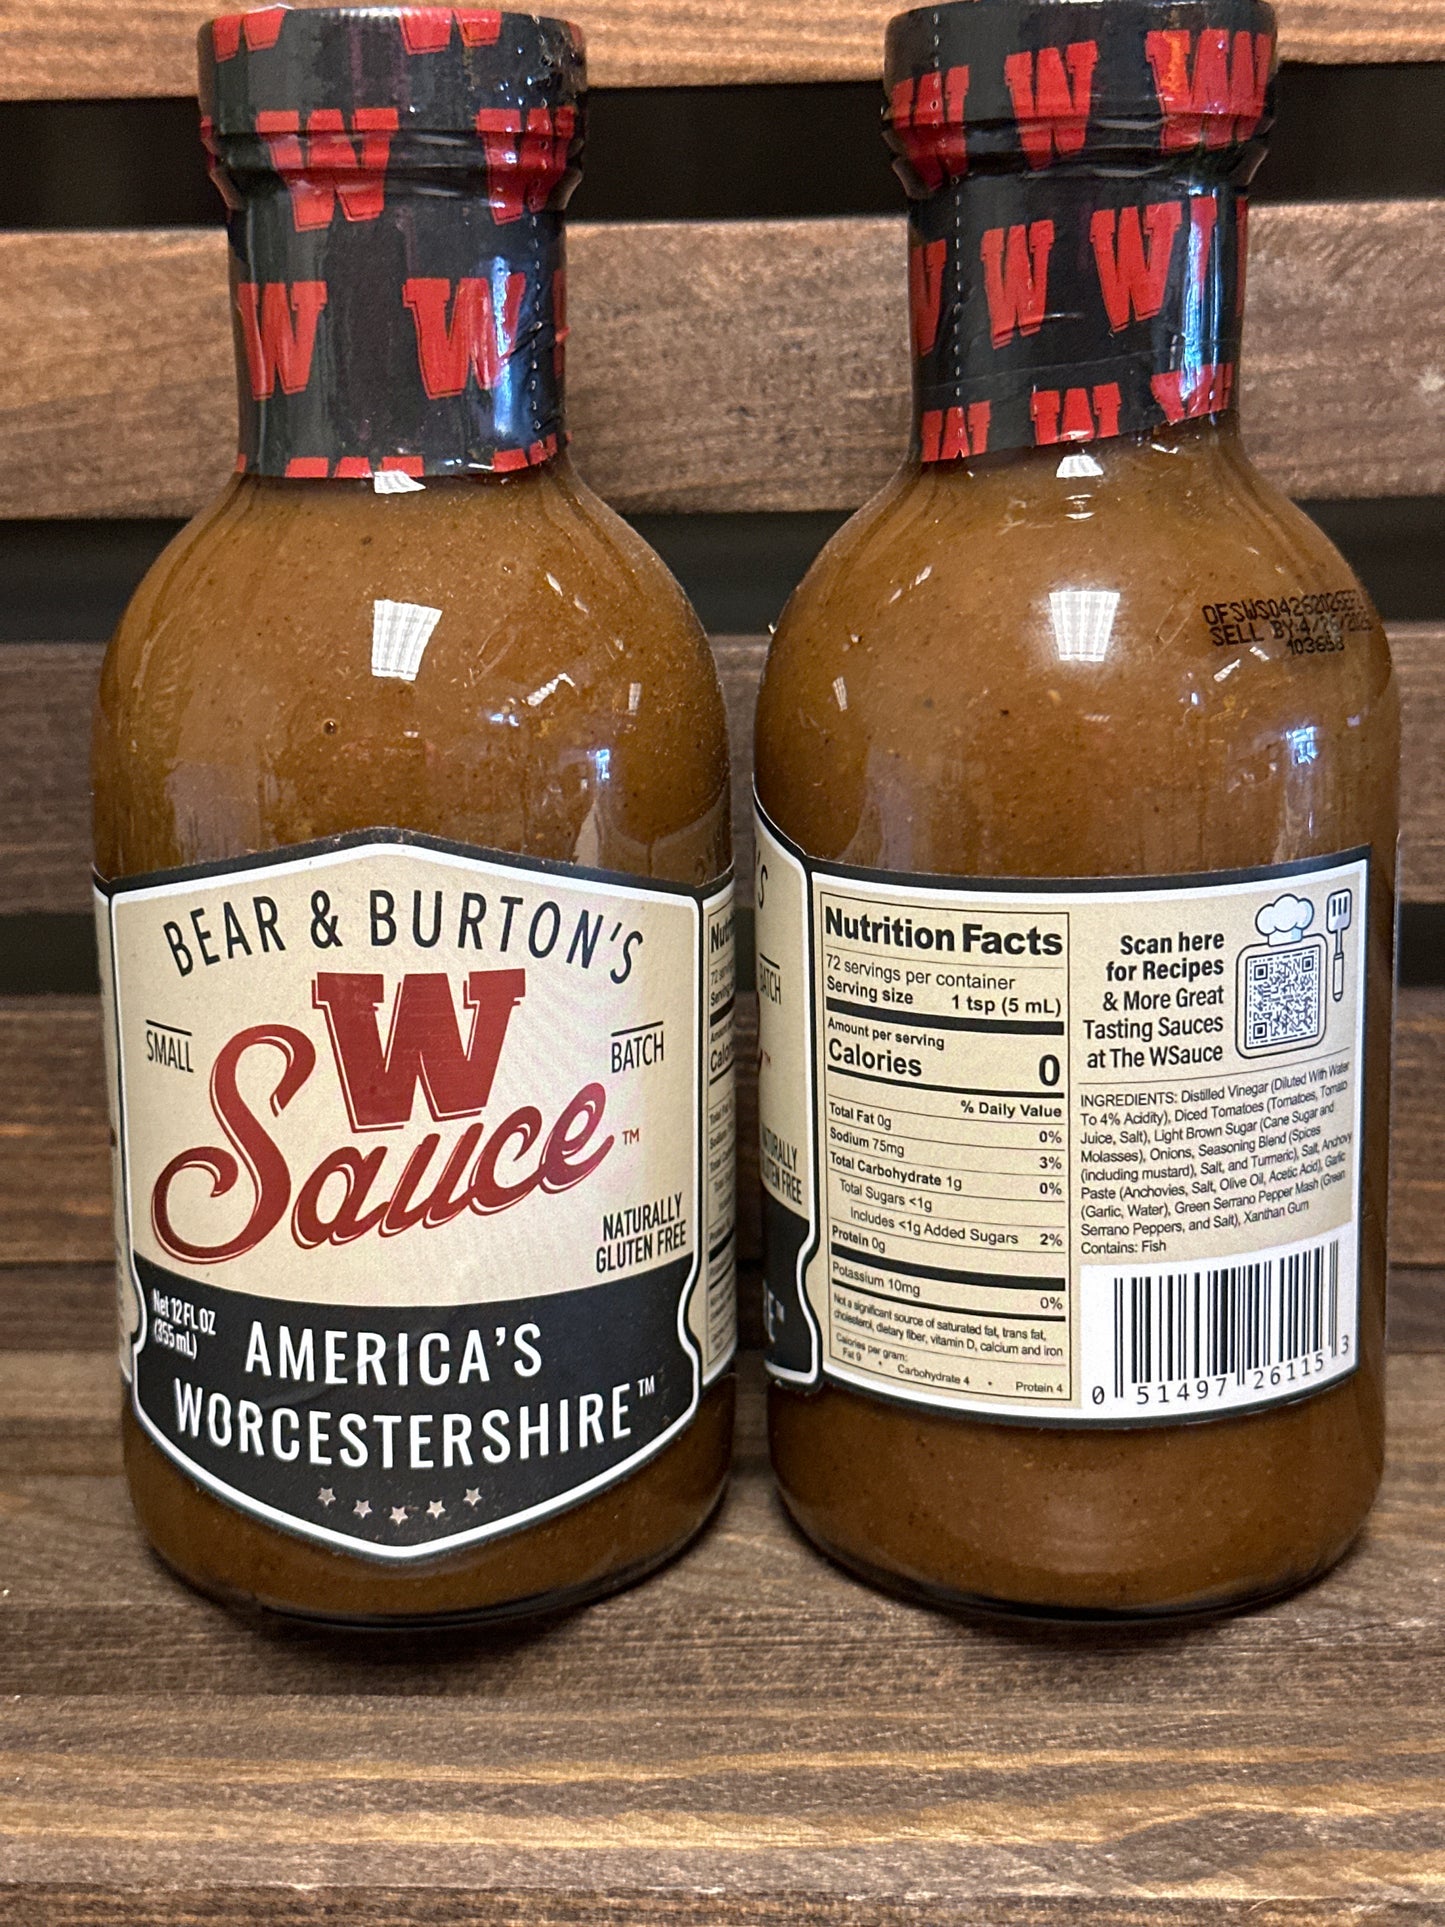 BEAR & BURTON'S
W
SMALL
BATCH
Sauce™
NATURALLY
GLUTEN FREE
Net 12 FL OZ
(355 mL)
AMERICA'S
WORCESTERSHIRE™
SELL BY:4/26/2026
103658
Nutrition Facts
72 servings per container
Serving size 1 tsp (5 mL)
Amount per serving
Calories 0
% Daily Value
Total Fat 0g 0%
Sodium 75mg 3%
Total Carbohydrate 1g 0%
Total Sugars <1g
Includes <1g Added Sugars 2%
Protein 0g
Potassium 10mg 0%
Not a significant source of saturated fat, trans fat,
cholesterol, dietary fiber, vitamin D, calcium and iron
Calories per gram:
Fat 9 • Carbohydrate 4 • Protein 4
Scan here
for Recipes
& More Great
Tasting Sauces
at The WSauce
INGREDIENTS: Distilled Vinegar (Diluted With Water
To 4% Acidity), Diced Tomatoes (Tomatoes, Tomato
Juice, Salt), Light Brown Sugar (Cane Sugar and
Molasses), Onions, Seasoning Blend (Spices
(including mustard), Salt, and Turmeric), Salt, Anchovy
Paste (Anchovies, Salt, Olive Oil, Acetic Acid), Garlic
(Garlic, Water), Green Serrano Pepper Mash (Green
Serrano Peppers, and Salt), Xanthan Gum
Contains: Fish
0 51497 26115 3